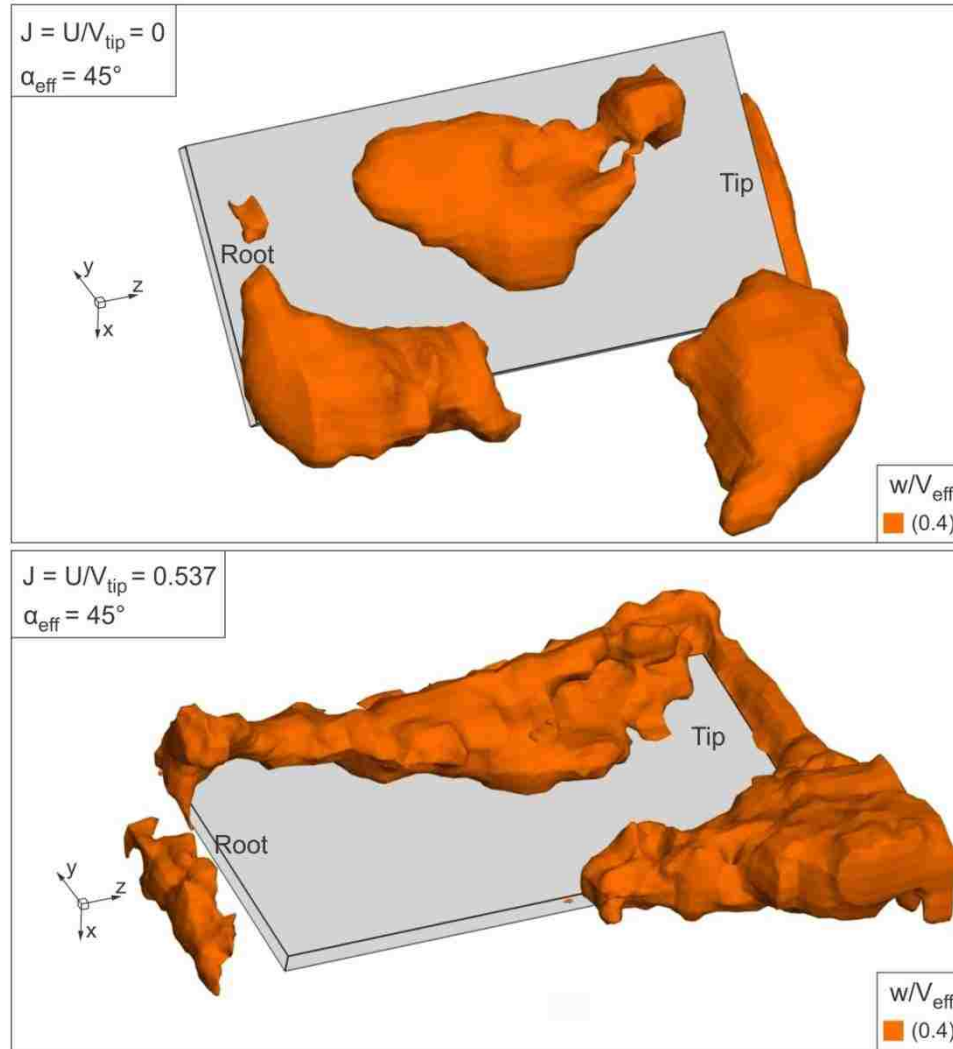 J = U/V_tip = 0
α_eff = 45°
Tip
Root
y
z
x
w/V_eff
(0.4)
J = U/V_tip = 0.537
α_eff = 45°
Tip
Root
y
z
x
w/V_eff
(0.4)